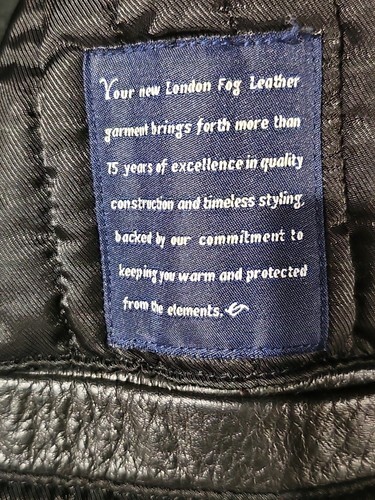 Your new London Fog Leather
garment brings forth more than
75 years of excellence in quality
construction and timeless styling,
backed by our commitment to
keeping you warm and protected
from the elements.